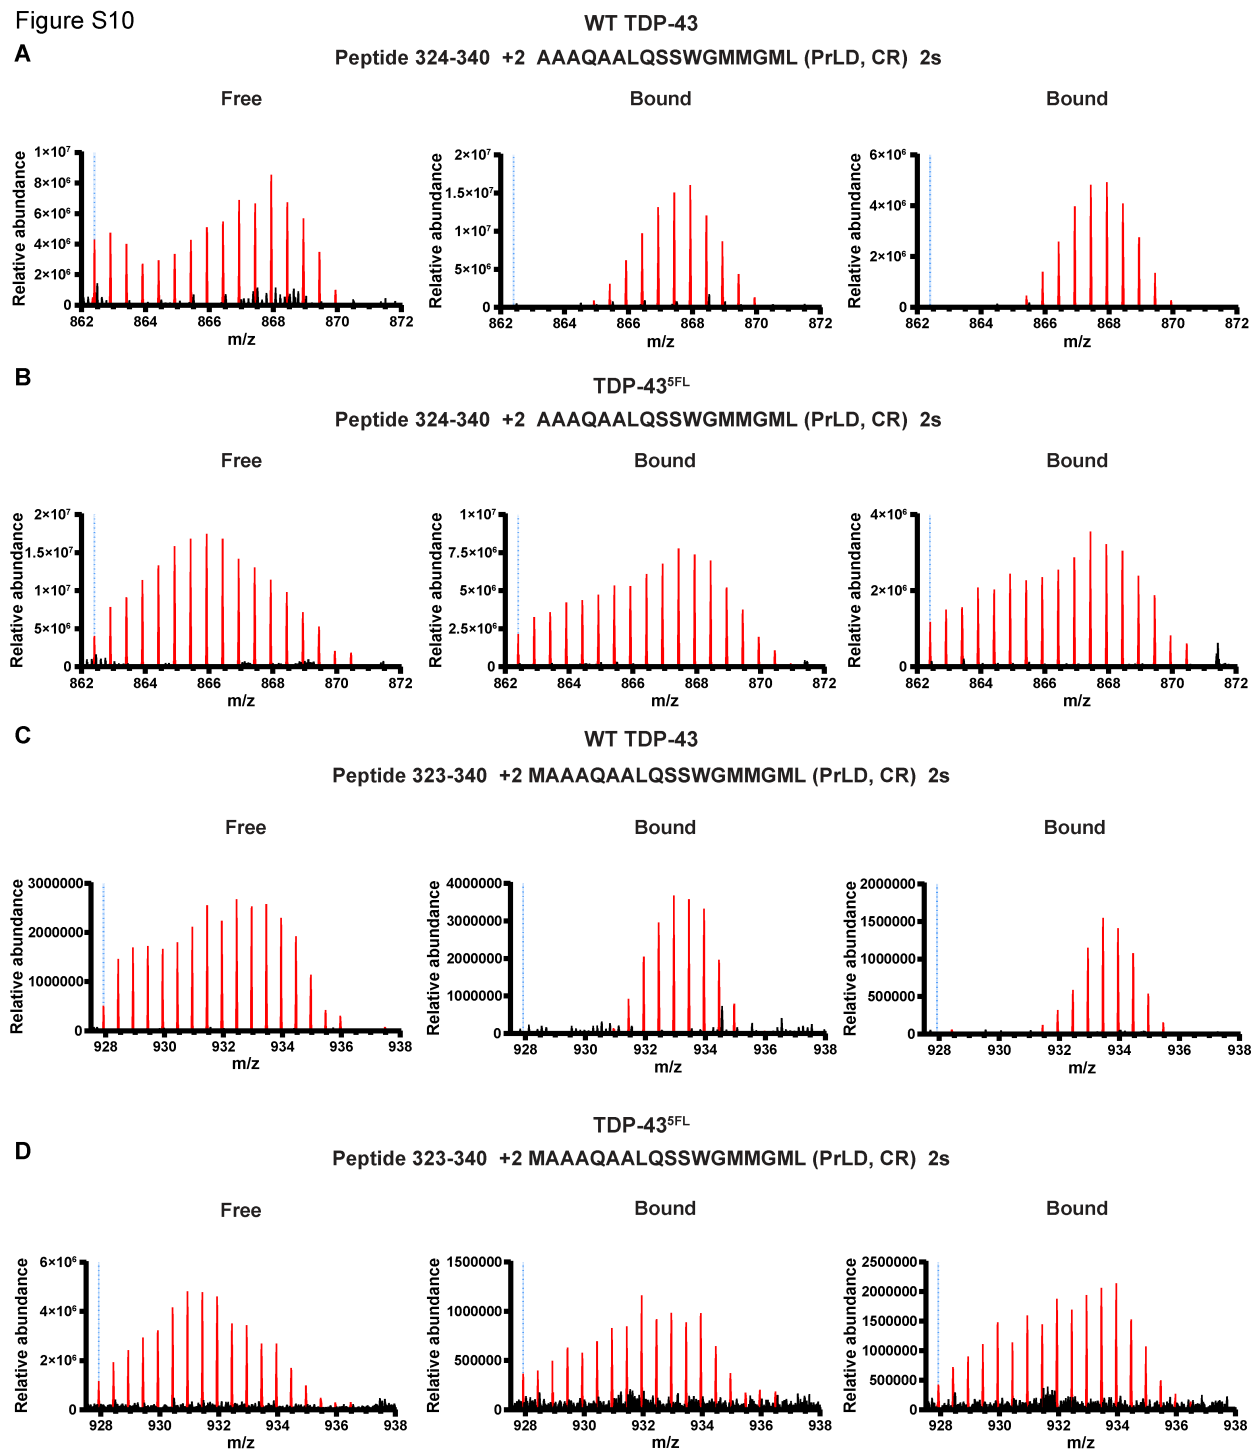 Figure S10
WT TDP-43
A
Peptide 324-340 +2 AAAQAALQSSWGMMGML (PrLD, CR) 2s
Free
Bound
Bound
Relative abundance
1×10⁷
8×10⁶
6×10⁶
4×10⁶
2×10⁶
0
862 864 866 868 870 872
m/z
Relative abundance
2×10⁷
1.5×10⁷
1×10⁷
5×10⁶
0
862 864 866 868 870 872
m/z
Relative abundance
6×10⁶
4×10⁶
2×10⁶
0
862 864 866 868 870 872
m/z
B
TDP-43⁵ᶠᴸ
Peptide 324-340 +2 AAAQAALQSSWGMMGML (PrLD, CR) 2s
Free
Bound
Bound
Relative abundance
2×10⁷
1.5×10⁷
1×10⁷
5×10⁶
0
862 864 866 868 870 872
m/z
Relative abundance
1×10⁷
7.5×10⁶
5×10⁶
2.5×10⁶
0
862 864 866 868 870 872
m/z
Relative abundance
4×10⁶
2×10⁶
0
862 864 866 868 870 872
m/z
C
WT TDP-43
Peptide 323-340 +2 MAAAQAALQSSWGMMGML (PrLD, CR) 2s
Free
Bound
Bound
Relative abundance
3000000
2000000
1000000
0
928 930 932 934 936 938
m/z
Relative abundance
4000000
3000000
2000000
1000000
0
928 930 932 934 936 938
m/z
Relative abundance
2000000
1500000
1000000
500000
0
928 930 932 934 936 938
m/z
TDP-43⁵ᶠᴸ
D
Peptide 323-340 +2 MAAAQAALQSSWGMMGML (PrLD, CR) 2s
Free
Bound
Bound
Relative abundance
6×10⁶
4×10⁶
2×10⁶
0
928 930 932 934 936 938
m/z
Relative abundance
1500000
1000000
500000
0
928 930 932 934 936 938
m/z
Relative abundance
2500000
2000000
1500000
1000000
500000
0
928 930 932 934 936 938
m/z